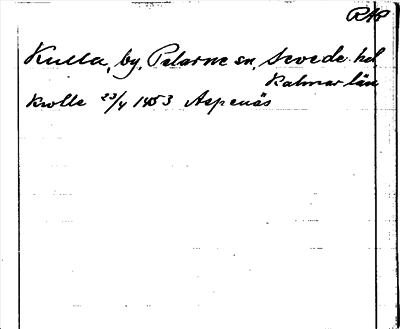 RAP
Kulla, by, Pelarne sn, Sevede hd
Kalmar län
Kwlle 23/4 1453 Aspenäs